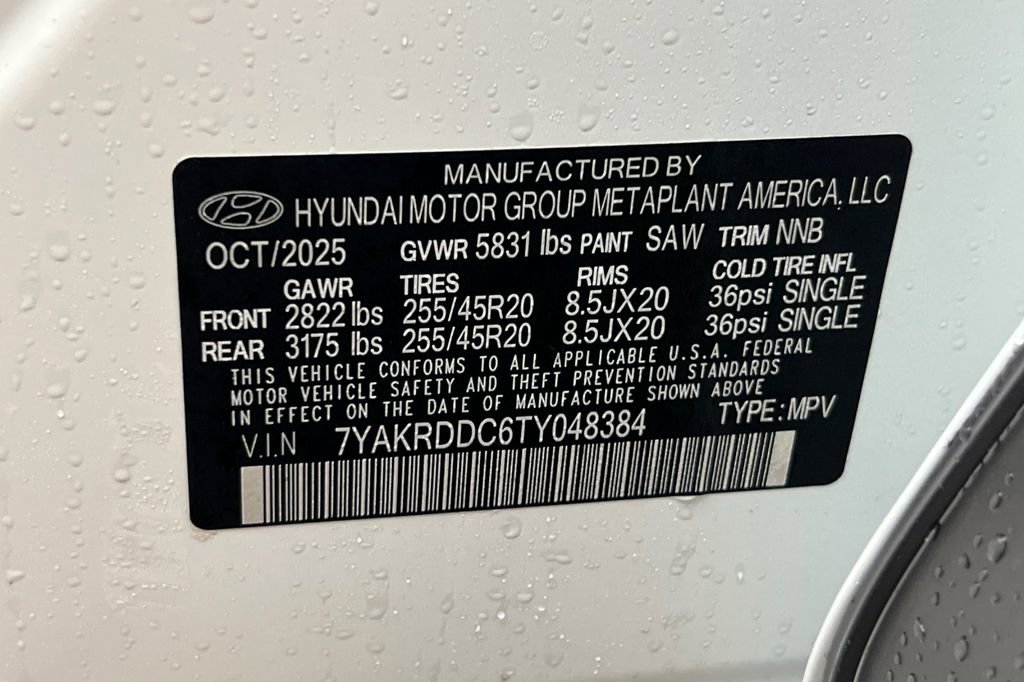 MANUFACTURED BY
HYUNDAI MOTOR GROUP METAPLANT AMERICA, LLC
OCT/2025 GVWR 5831 lbs PAINT SAW TRIM NNB
GAWR TIRES RIMS COLD TIRE INFL
FRONT 2822 lbs 255/45R20 8.5JX20 36psi SINGLE
REAR 3175 lbs 255/45R20 8.5JX20 36psi SINGLE
THIS VEHICLE CONFORMS TO ALL APPLICABLE U.S.A. FEDERAL
MOTOR VEHICLE SAFETY AND THEFT PREVENTION STANDARDS
IN EFFECT ON THE DATE OF MANUFACTURE SHOWN ABOVE
V.I.N 7YAKRDDC6TY048384 TYPE: MPV